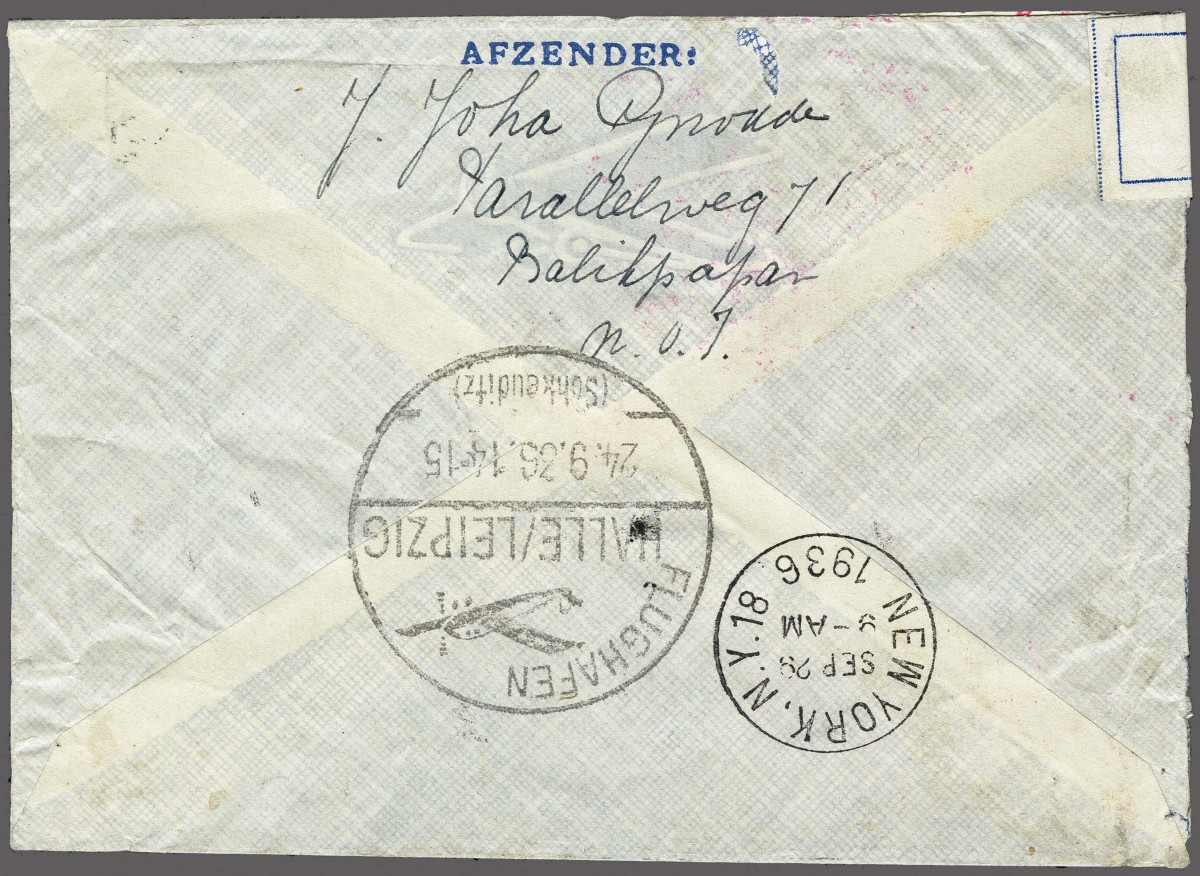 AFZENDER:
J. Joha
Parallelweg 71
Balikpapan
N.O.I.
FLUGHAFEN
HALLE/LEIPZIG
24.9.36.14-15
(Schkeuditz)
NEW YORK, N.Y. 18
SEP 29
9-AM
1936